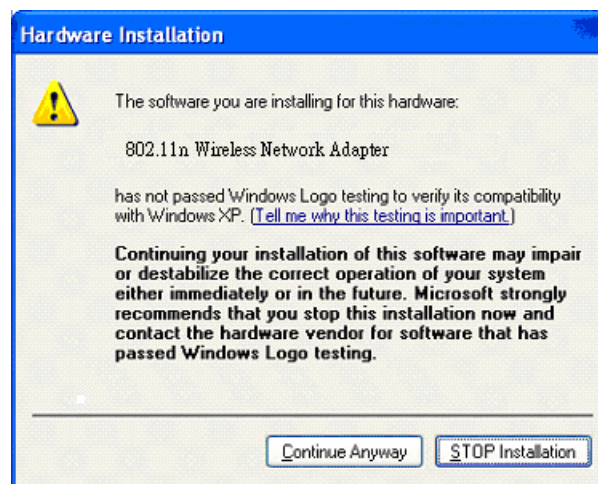 Hardware Installation
The software you are installing for this hardware:
802.11n Wireless Network Adapter
has not passed Windows Logo testing to verify its compatibility
with Windows XP. (Tell me why this testing is important.)
Continuing your installation of this software may impair
or destabilize the correct operation of your system
either immediately or in the future. Microsoft strongly
recommends that you stop this installation now and
contact the hardware vendor for software that has
passed Windows Logo testing.
Continue Anyway
STOP Installation